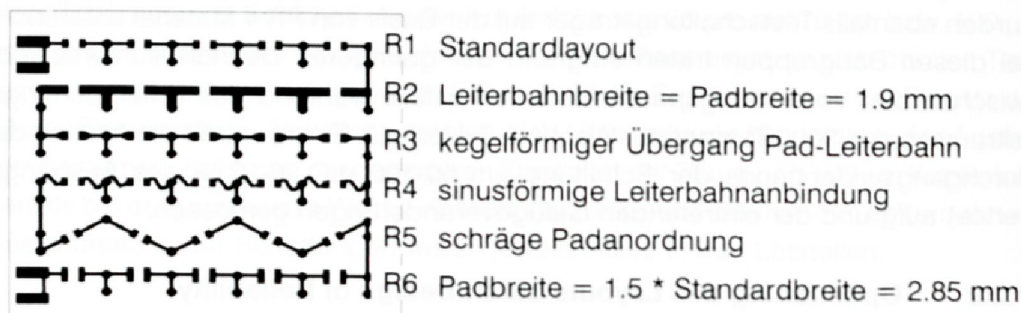 R1 Standardlayout
R2 Leiterbahnbreite = Padbreite = 1.9 mm
R3 kegelförmiger Übergang Pad-Leiterbahn
R4 sinusförmige Leiterbahnanbindung
R5 schräge Padanordnung
R6 Padbreite = 1.5 * Standardbreite = 2.85 mm